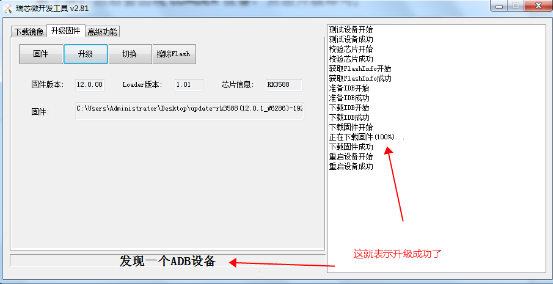 瑞芯微开发工具 v2.81
下载镜像 升级固件 高级功能
固件 升级 切换 擦除Flash
固件版本: 12.0.00 Loader版本: 1.01 芯片信息: RK3588
固件 C:\Users\Administrator\Desktop\update-rk3588(12.0.1_#6286)-192
测试设备开始
测试设备成功
校验芯片开始
校验芯片成功
获取FlashInfo开始
获取FlashInfo成功
准备IDB开始
准备IDB成功
下载IDB开始
下载IDB成功
下载固件开始
正在下载固件(100%)...
下载固件成功
重启设备开始
重启设备成功
这就表示升级成功了
发现一个ADB设备